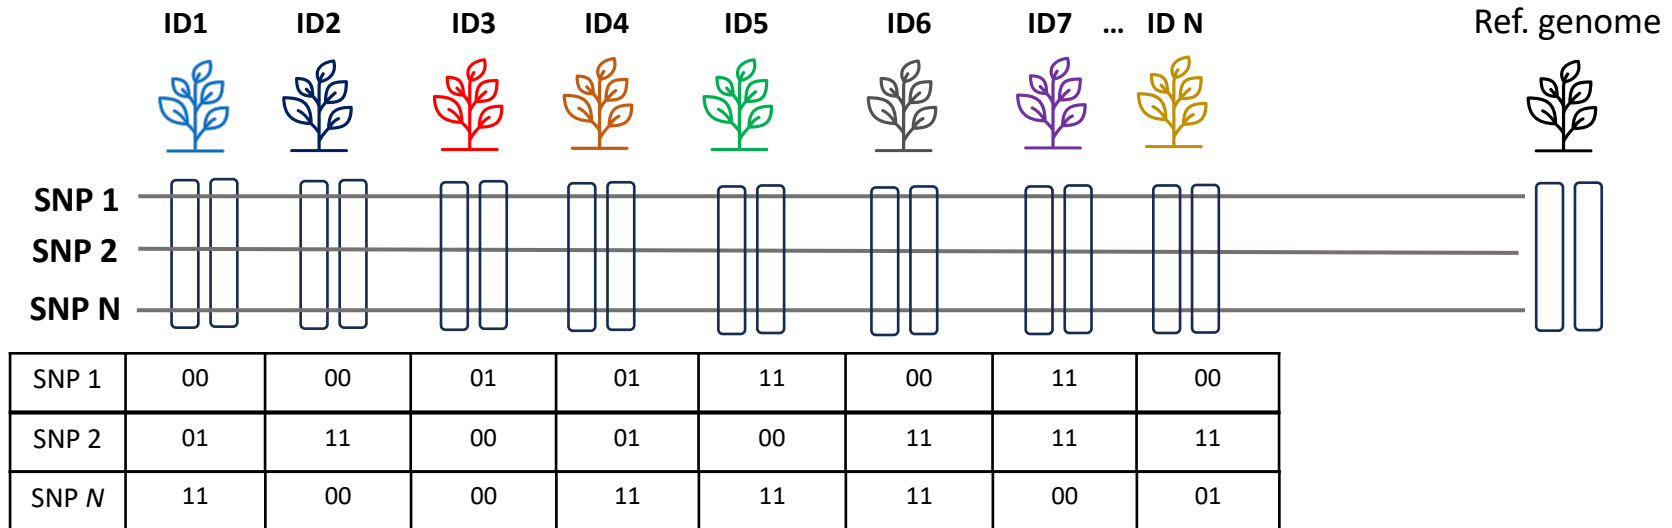 ID1 ID2 ID3 ID4 ID5 ID6 ID7 ... ID N Ref. genome
SNP 1
SNP 2
SNP N
SNP 1 00 00 01 01 11 00 11 00
SNP 2 01 11 00 01 00 11 11 11
SNP N 11 00 00 11 11 11 00 01